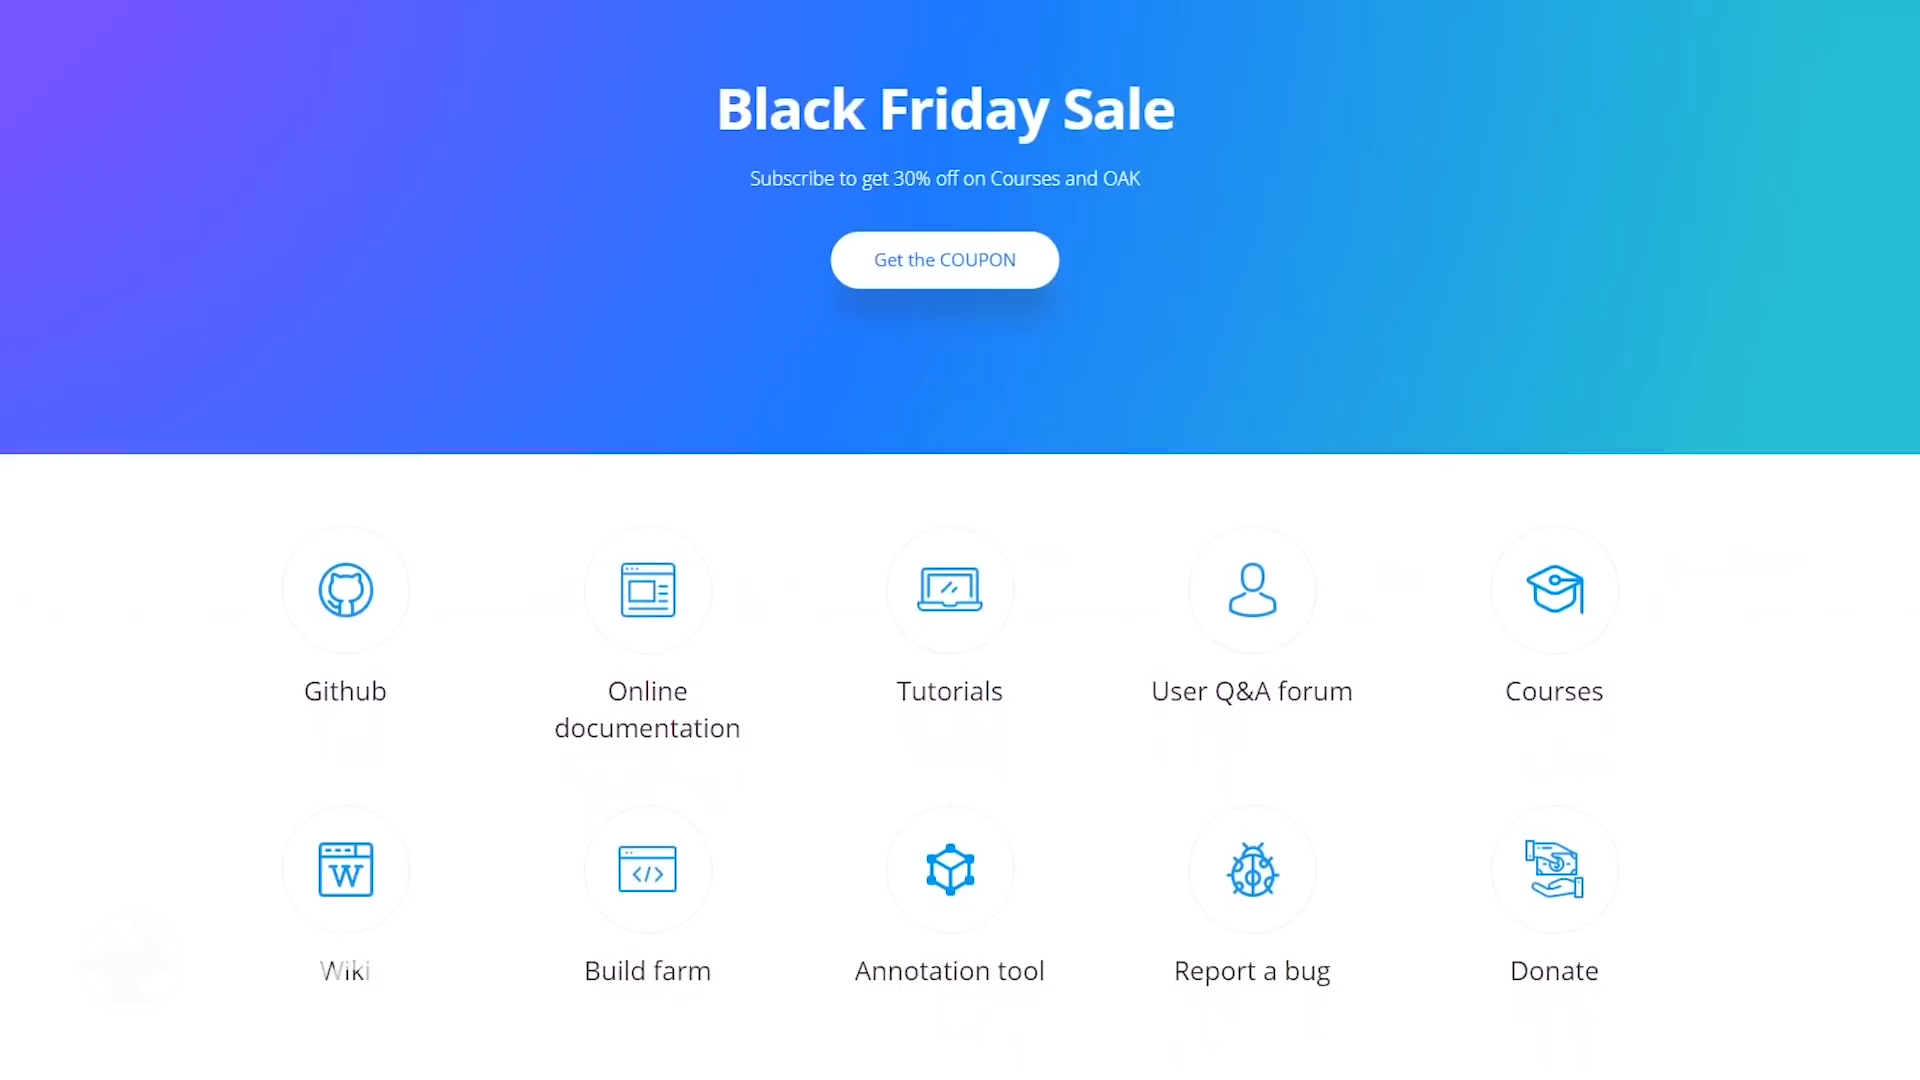 Black Friday Sale
Subscribe to get 30% off on Courses and OAK
Get the COUPON
Github
Online
documentation
Tutorials
User Q&A forum
Courses
W
</>
Wiki
Build farm
Annotation tool
Report a bug
Donate